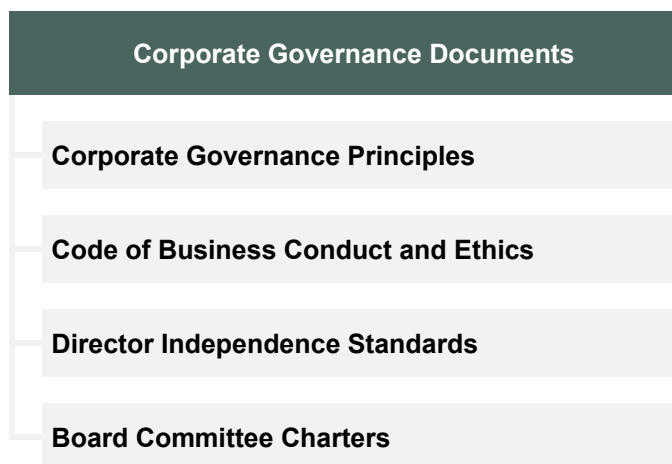 Corporate Governance Documents
Corporate Governance Principles
Code of Business Conduct and Ethics
Director Independence Standards
Board Committee Charters